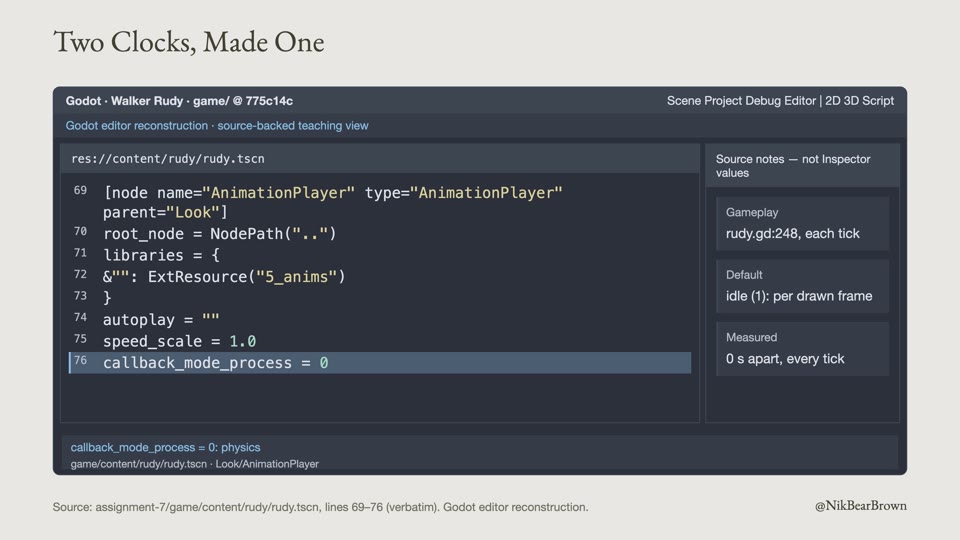 Two Clocks, Made One
Godot · Walker Rudy · game/ @ 775c14c
Scene Project Debug Editor | 2D 3D Script
Godot editor reconstruction · source-backed teaching view
res://content/rudy/rudy.tscn
69 [node name="AnimationPlayer" type="AnimationPlayer"
parent="Look"]
70 root_node = NodePath("..")
71 libraries = {
72 &"": ExtResource("5_anims")
73 }
74 autoplay = ""
75 speed_scale = 1.0
76 callback_mode_process = 0
Source notes — not Inspector
values
Gameplay
rudy.gd:248, each tick
Default
idle (1): per drawn frame
Measured
0 s apart, every tick
callback_mode_process = 0: physics
game/content/rudy/rudy.tscn · Look/AnimationPlayer
Source: assignment-7/game/content/rudy/rudy.tscn, lines 69–76 (verbatim). Godot editor reconstruction.
@NikBearBrown